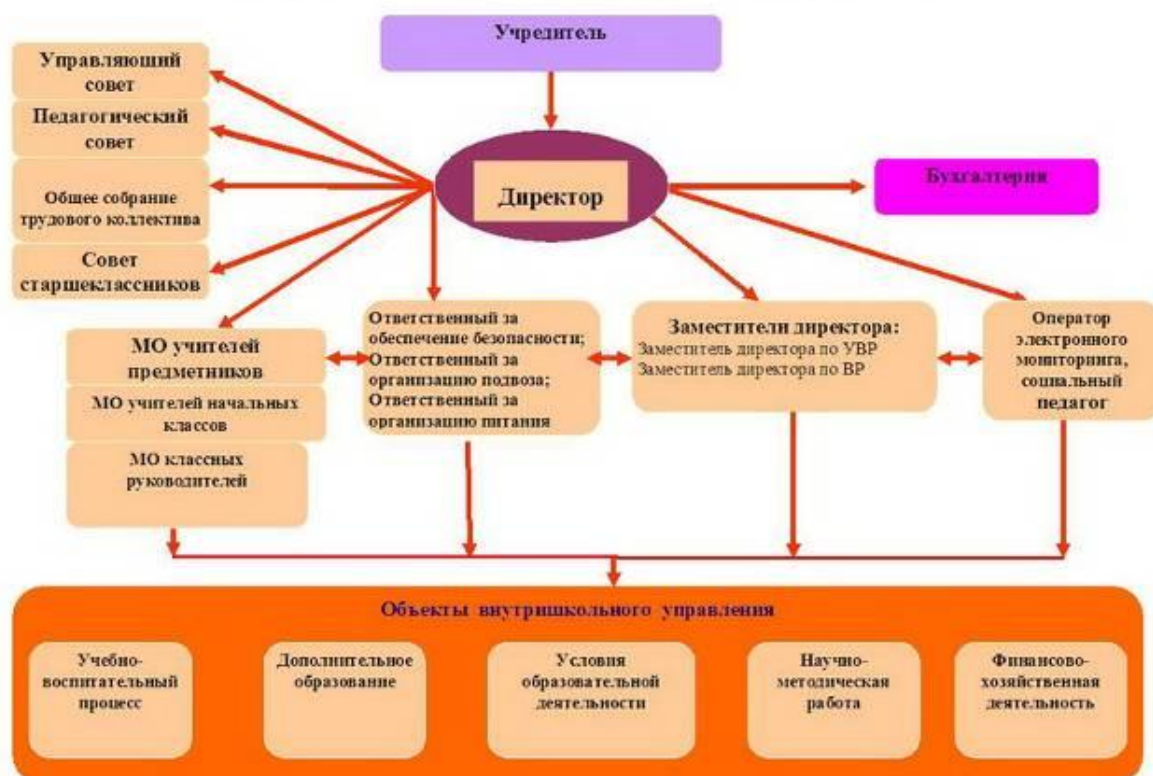 Учредитель
Управляющий
совет
Педагогический
совет
Общее собрание
трудового коллектива
Совет
старшеклассников
Директор
Бухгалтерия
МО учителей
предметников
МО учителей начальных
классов
МО классных
руководителей
Ответственный за
обеспечение безопасности;
Ответственный за
организацию подвоза;
Ответственный за
организацию питания
Заместители директора:
Заместитель директора по УВР
Заместитель директора по ВР
Оператор
электронного
мониторинга,
социальный
педагог
Объекты внутришкольного управления
Учебно-
воспитательный
процесс
Дополнительное
образование
Условия
образовательной
деятельности
Научно-
методическая
работа
Финансово-
хозяйственная
деятельность